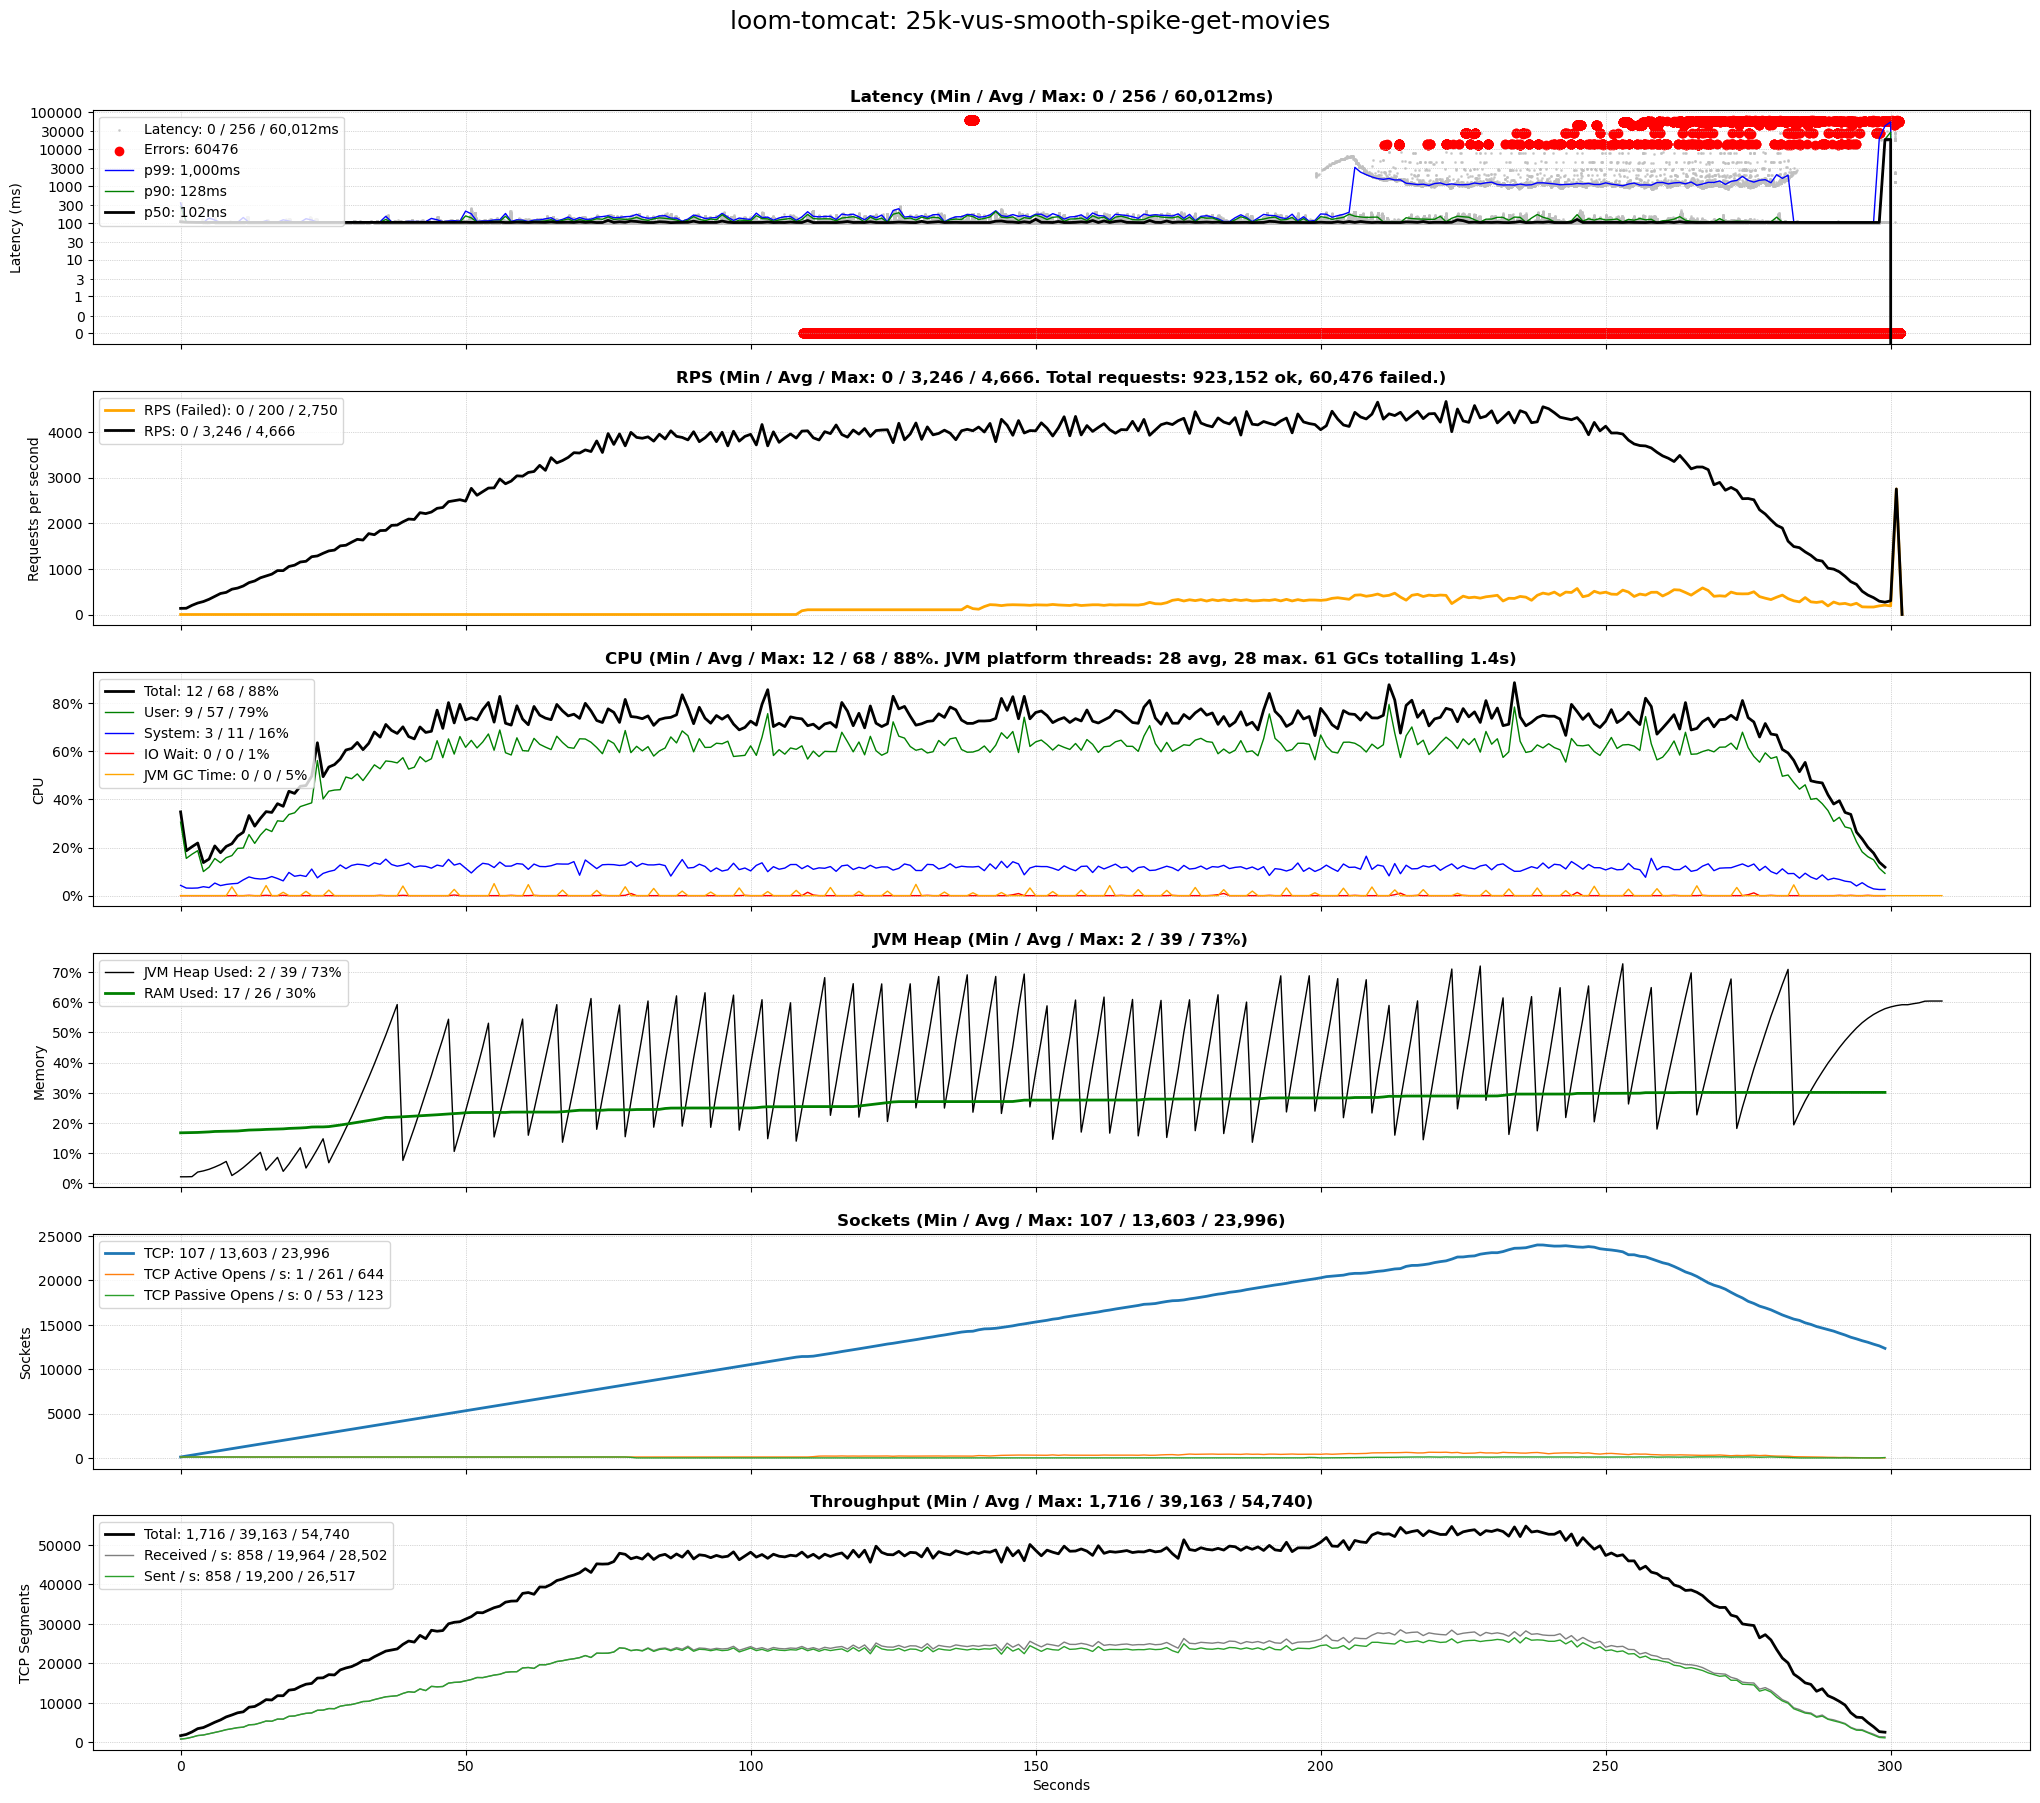 loom-tomcat: 25k-vus-smooth-spike-get-movies
Latency (Min / Avg / Max: 0 / 256 / 60,012ms)
Latency (ms)
100000
30000
10000
3000
1000
300
100
30
10
3
1
0
0
Latency: 0 / 256 / 60,012ms
Errors: 60476
p99: 1,000ms
p90: 128ms
p50: 102ms
RPS (Min / Avg / Max: 0 / 3,246 / 4,666. Total requests: 923,152 ok, 60,476 failed.)
Requests per second
4000
3000
2000
1000
0
RPS (Failed): 0 / 200 / 2,750
RPS: 0 / 3,246 / 4,666
CPU (Min / Avg / Max: 12 / 68 / 88%. JVM platform threads: 28 avg, 28 max. 61 GCs totalling 1.4s)
CPU
80%
60%
40%
20%
0%
Total: 12 / 68 / 88%
User: 9 / 57 / 79%
System: 3 / 11 / 16%
IO Wait: 0 / 0 / 1%
JVM GC Time: 0 / 0 / 5%
JVM Heap (Min / Avg / Max: 2 / 39 / 73%)
Memory
70%
60%
50%
40%
30%
20%
10%
0%
JVM Heap Used: 2 / 39 / 73%
RAM Used: 17 / 26 / 30%
Sockets (Min / Avg / Max: 107 / 13,603 / 23,996)
Sockets
25000
20000
15000
10000
5000
0
TCP: 107 / 13,603 / 23,996
TCP Active Opens / s: 1 / 261 / 644
TCP Passive Opens / s: 0 / 53 / 123
Throughput (Min / Avg / Max: 1,716 / 39,163 / 54,740)
TCP Segments
50000
40000
30000
20000
10000
0
Total: 1,716 / 39,163 / 54,740
Received / s: 858 / 19,964 / 28,502
Sent / s: 858 / 19,200 / 26,517
0 50 100 150 200 250 300
Seconds